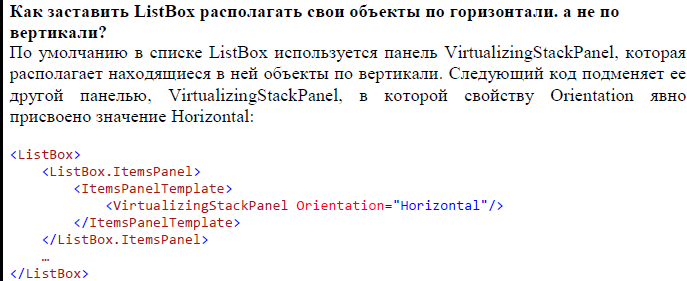 Как заставить ListBox располагать свои объекты по горизонтали. а не по
вертикали?
По умолчанию в списке ListBox используется панель VirtualizingStackPanel, которая
располагает находящиеся в ней объекты по вертикали. Следующий код подменяет ее
другой панелью, VirtualizingStackPanel, в которой свойству Orientation явно
присвоено значение Horizontal:
<ListBox>
    <ListBox.ItemsPanel>
        <ItemsPanelTemplate>
            <VirtualizingStackPanel Orientation="Horizontal"/>
        </ItemsPanelTemplate>
    </ListBox.ItemsPanel>
    …
</ListBox>